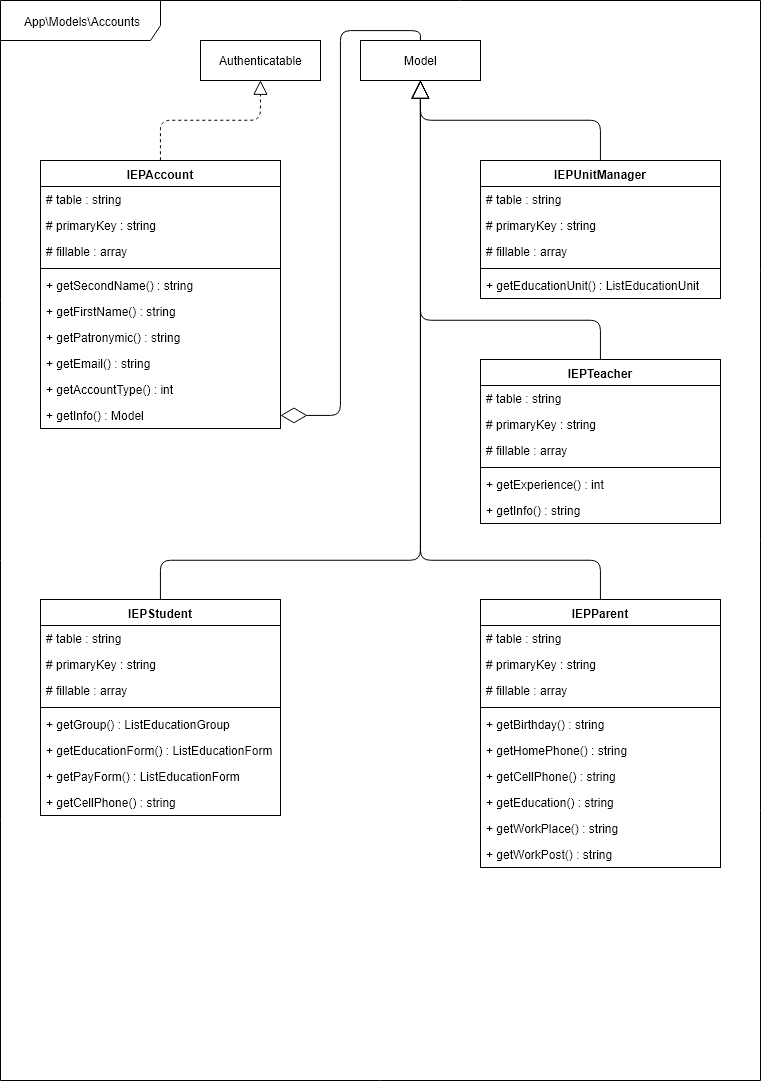 App\Models\Accounts
Authenticatable
Model
IEPAccount
# table : string
# primaryKey : string
# fillable : array
+ getSecondName() : string
+ getFirstName() : string
+ getPatronymic() : string
+ getEmail() : string
+ getAccountType() : int
+ getInfo() : Model
IEPUnitManager
# table : string
# primaryKey : string
# fillable : array
+ getEducationUnit() : ListEducationUnit
IEPTeacher
# table : string
# primaryKey : string
# fillable : array
+ getExperience() : int
+ getInfo() : string
IEPStudent
# table : string
# primaryKey : string
# fillable : array
+ getGroup() : ListEducationGroup
+ getEducationForm() : ListEducationForm
+ getPayForm() : ListEducationForm
+ getCellPhone() : string
IEPParent
# table : string
# primaryKey : string
# fillable : array
+ getBirthday() : string
+ getHomePhone() : string
+ getCellPhone() : string
+ getEducation() : string
+ getWorkPlace() : string
+ getWorkPost() : string